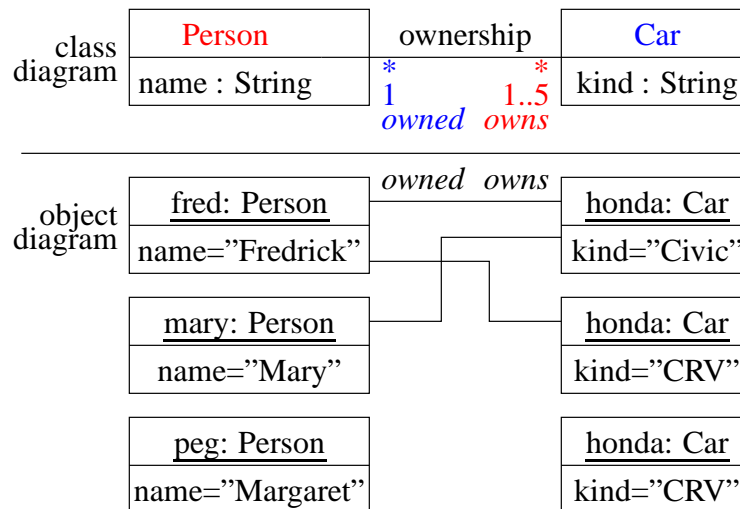 class diagram
Person
ownership
Car
name : String
* *
1 1..5
owned owns
kind : String
object diagram
owned owns
fred: Person
honda: Car
name=”Fredrick”
kind=”Civic”
mary: Person
honda: Car
name=”Mary”
kind=”CRV”
peg: Person
honda: Car
name=”Margaret”
kind=”CRV”